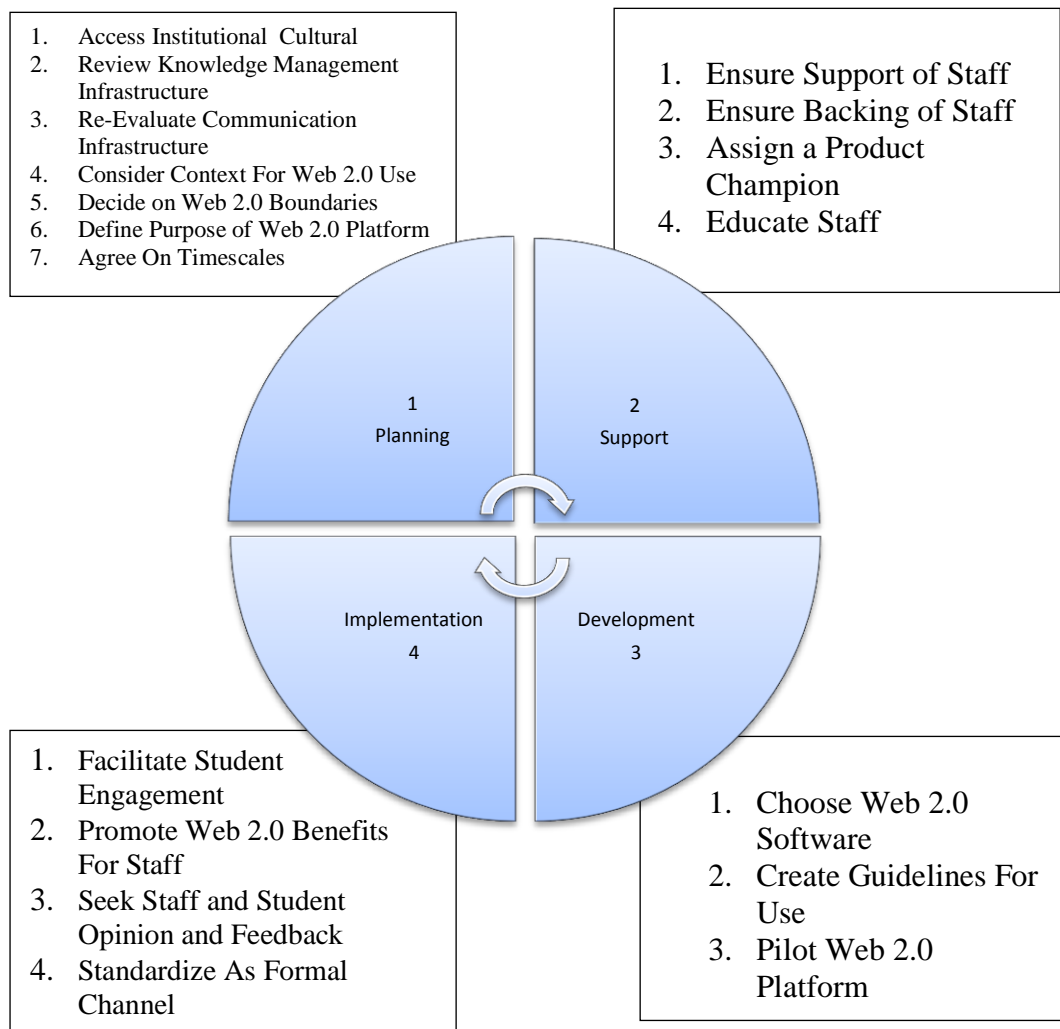 1. Access Institutional Cultural
2. Review Knowledge Management
Infrastructure
3. Re-Evaluate Communication
Infrastructure
4. Consider Context For Web 2.0 Use
5. Decide on Web 2.0 Boundaries
6. Define Purpose of Web 2.0 Platform
7. Agree On Timescales
1. Ensure Support of Staff
2. Ensure Backing of Staff
3. Assign a Product
Champion
4. Educate Staff
1
Planning
2
Support
Implementation
4
Development
3
1. Facilitate Student
Engagement
2. Promote Web 2.0 Benefits
For Staff
3. Seek Staff and Student
Opinion and Feedback
4. Standardize As Formal
Channel
1. Choose Web 2.0
Software
2. Create Guidelines For
Use
3. Pilot Web 2.0
Platform